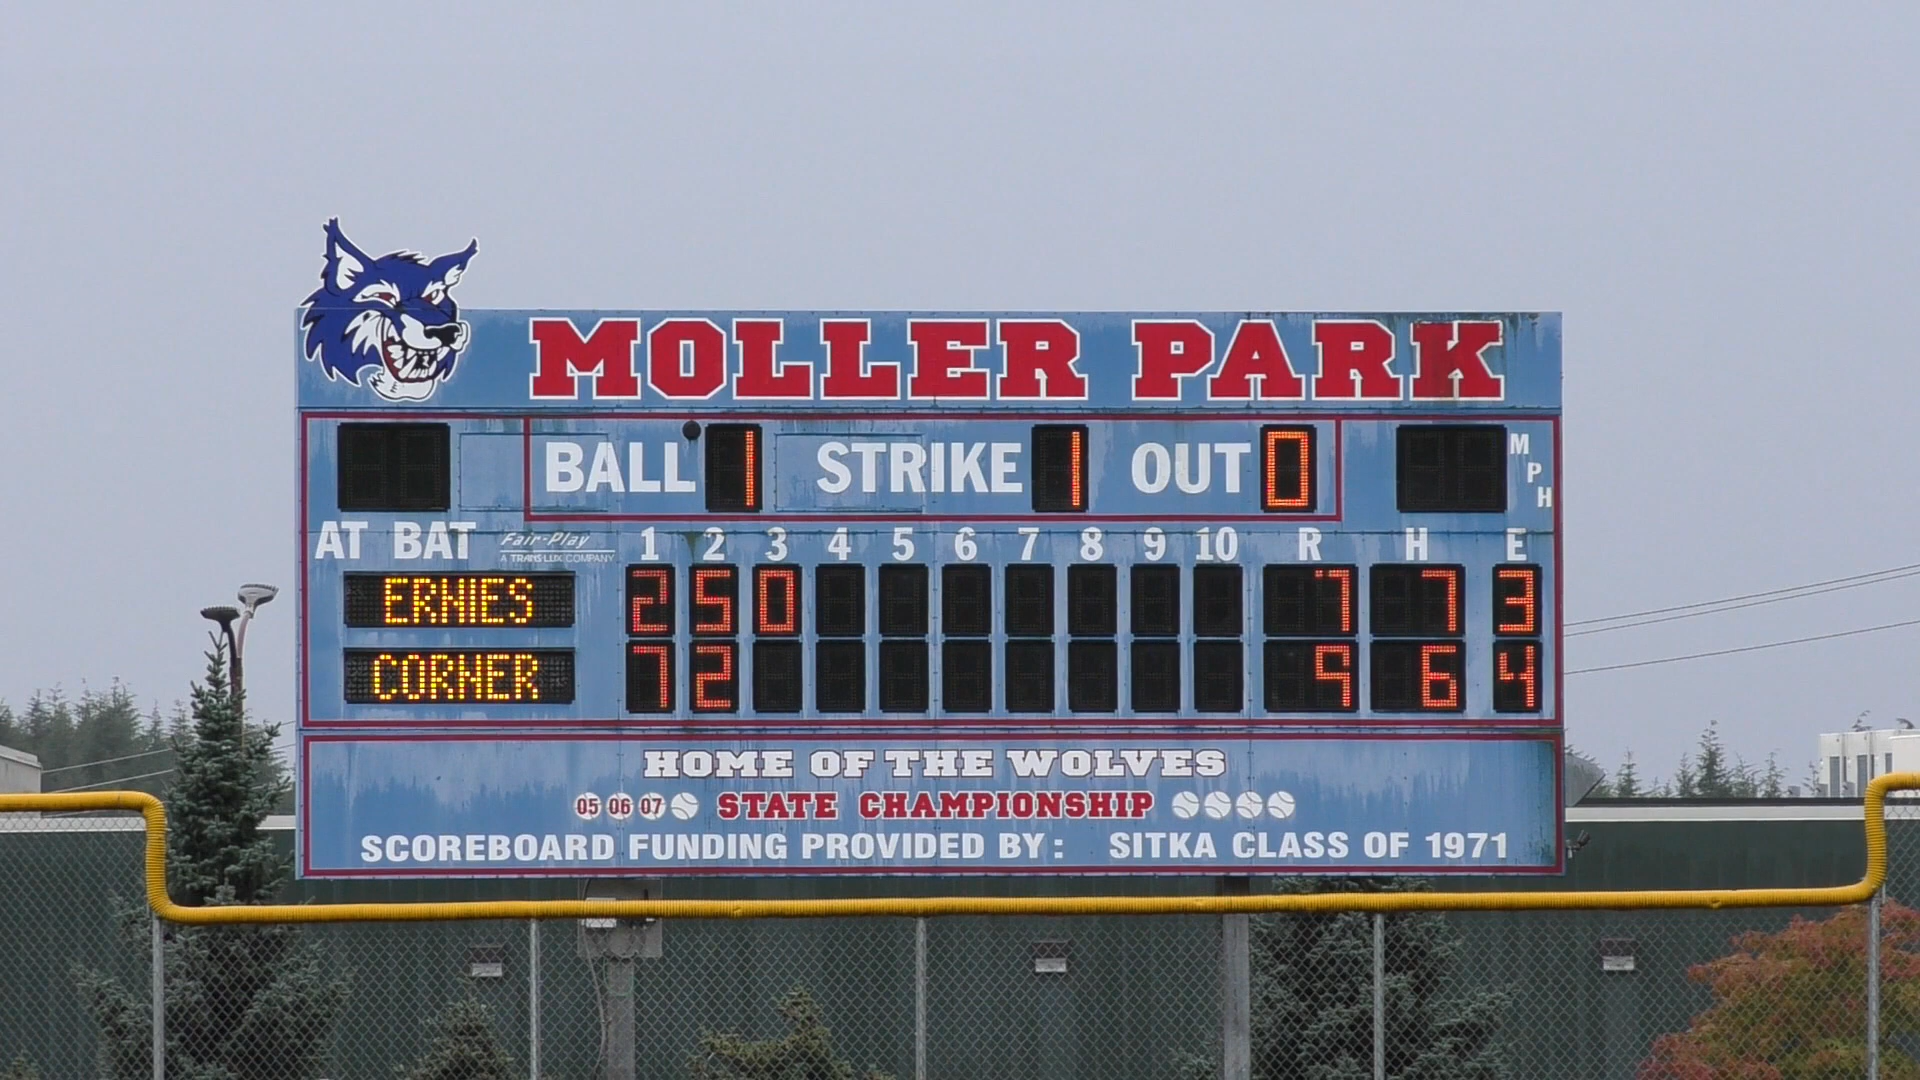 MOLLER PARK
BALL 1 STRIKE 1 OUT 0 MPH
AT BAT Fair-Play 1 2 3 4 5 6 7 8 9 10 R H E
A TRANS-LUX COMPANY
ERNIES 2 5 0 7 7 3
CORNER 7 2 9 6 4
HOME OF THE WOLVES
05 06 07 STATE CHAMPIONSHIP
SCOREBOARD FUNDING PROVIDED BY: SITKA CLASS OF 1971